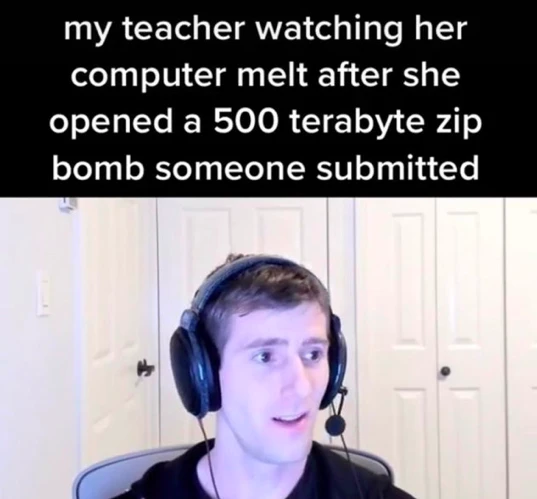 my teacher watching her
computer melt after she
opened a 500 terabyte zip
bomb someone submitted